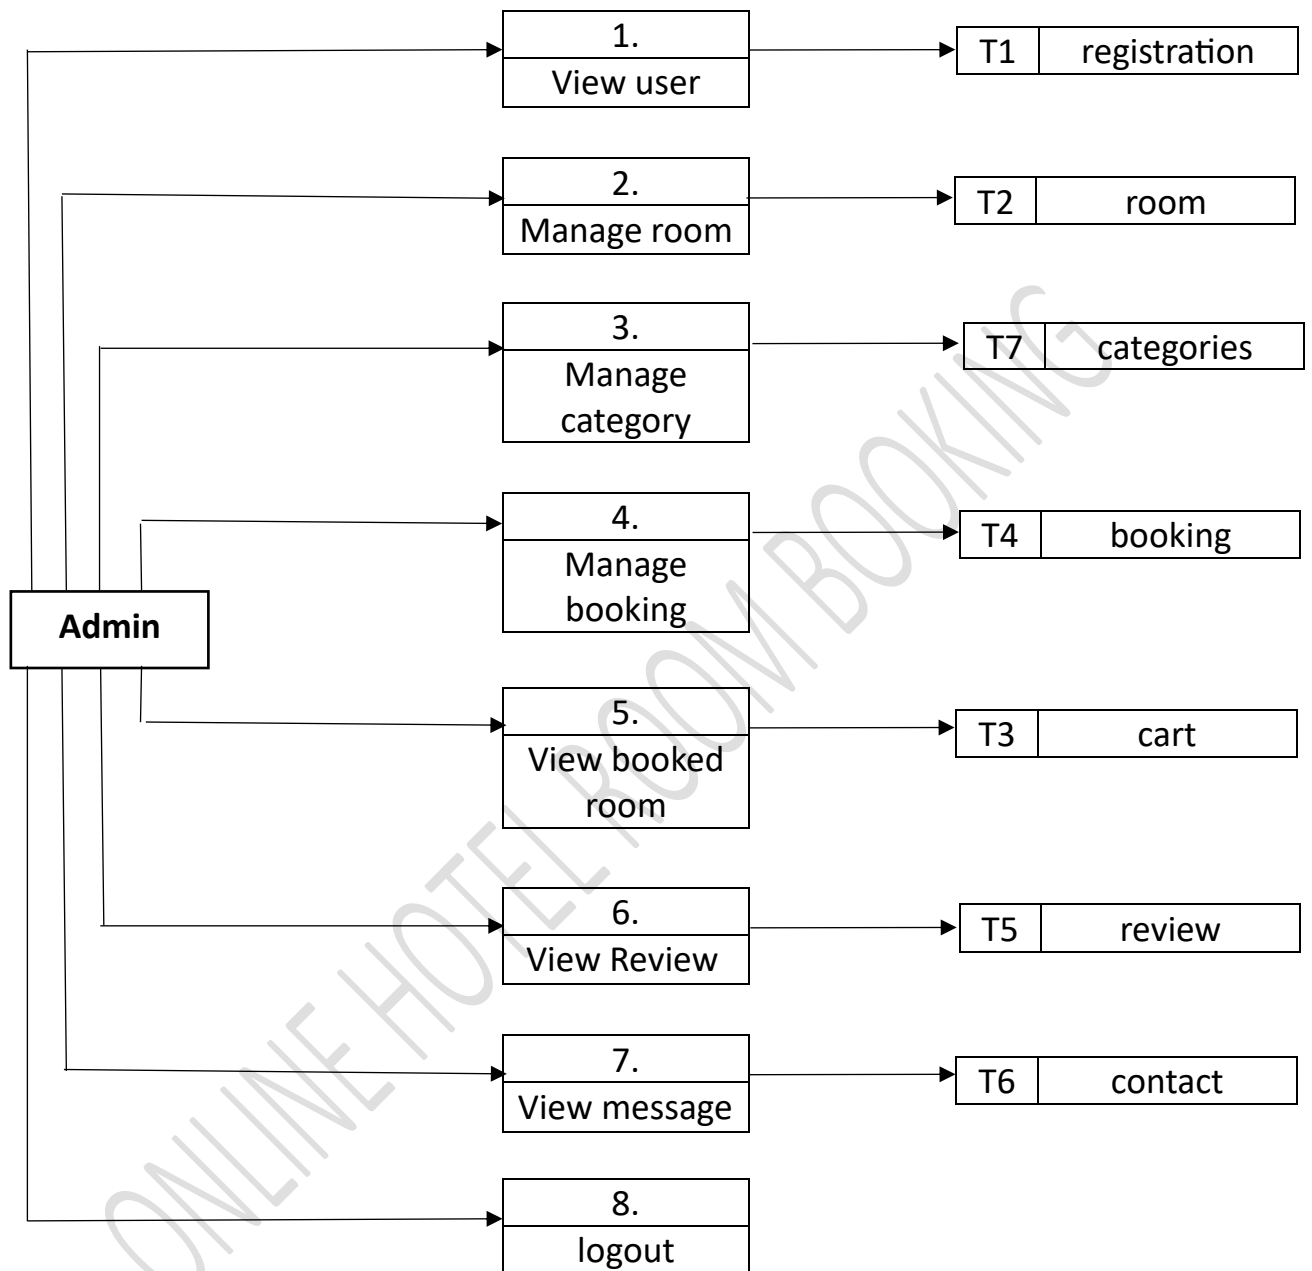 1.
View user
T1 registration
2.
Manage room
T2 room
3.
Manage
category
T7 categories
4.
Manage
booking
T4 booking
Admin
5.
View booked
room
T3 cart
6.
View Review
T5 review
7.
View message
T6 contact
8.
logout
ONLINE HOTEL ROOM BOOKING